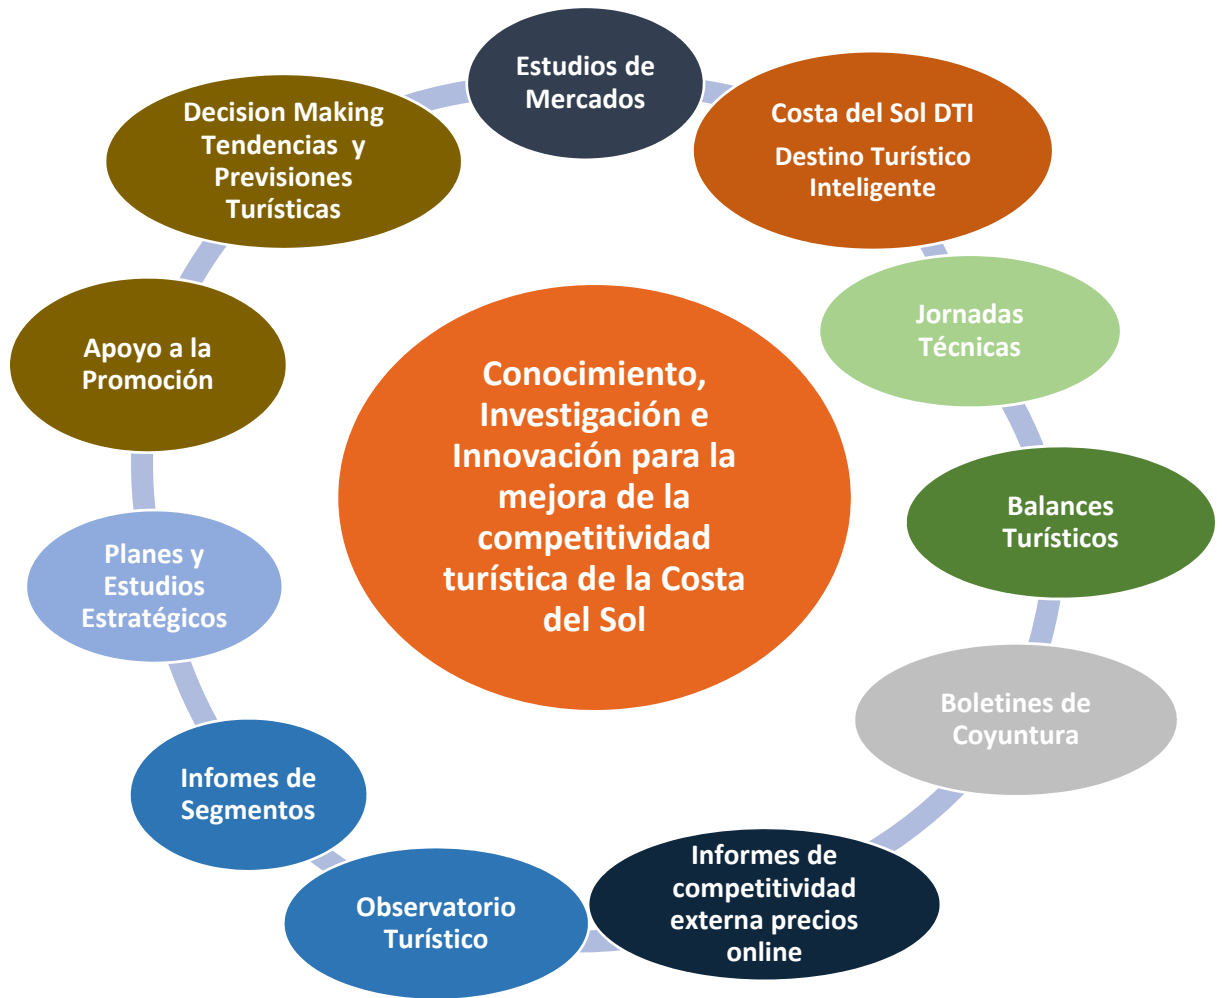 Estudios de
Mercados
Costa del Sol DTI
Destino Turístico
Inteligente
Jornadas
Técnicas
Balances
Turísticos
Boletines de
Coyuntura
Informes de
competitividad
externa precios
online
Observatorio
Turístico
Infomes de
Segmentos
Planes y
Estudios
Estratégicos
Apoyo a la
Promoción
Decision Making
Tendencias y
Previsiones
Turísticas
Conocimiento,
Investigación e
Innovación para la
mejora de la
competitividad
turística de la Costa
del Sol